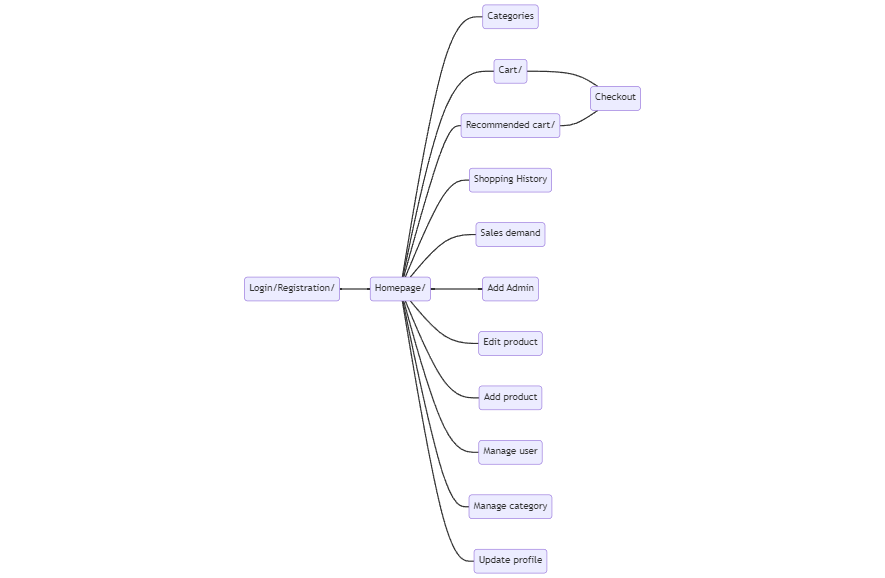 Categories
Cart/
Checkout
Recommended cart/
Shopping History
Sales demand
Login/Registration/
Homepage/
Add Admin
Edit product
Add product
Manage user
Manage category
Update profile